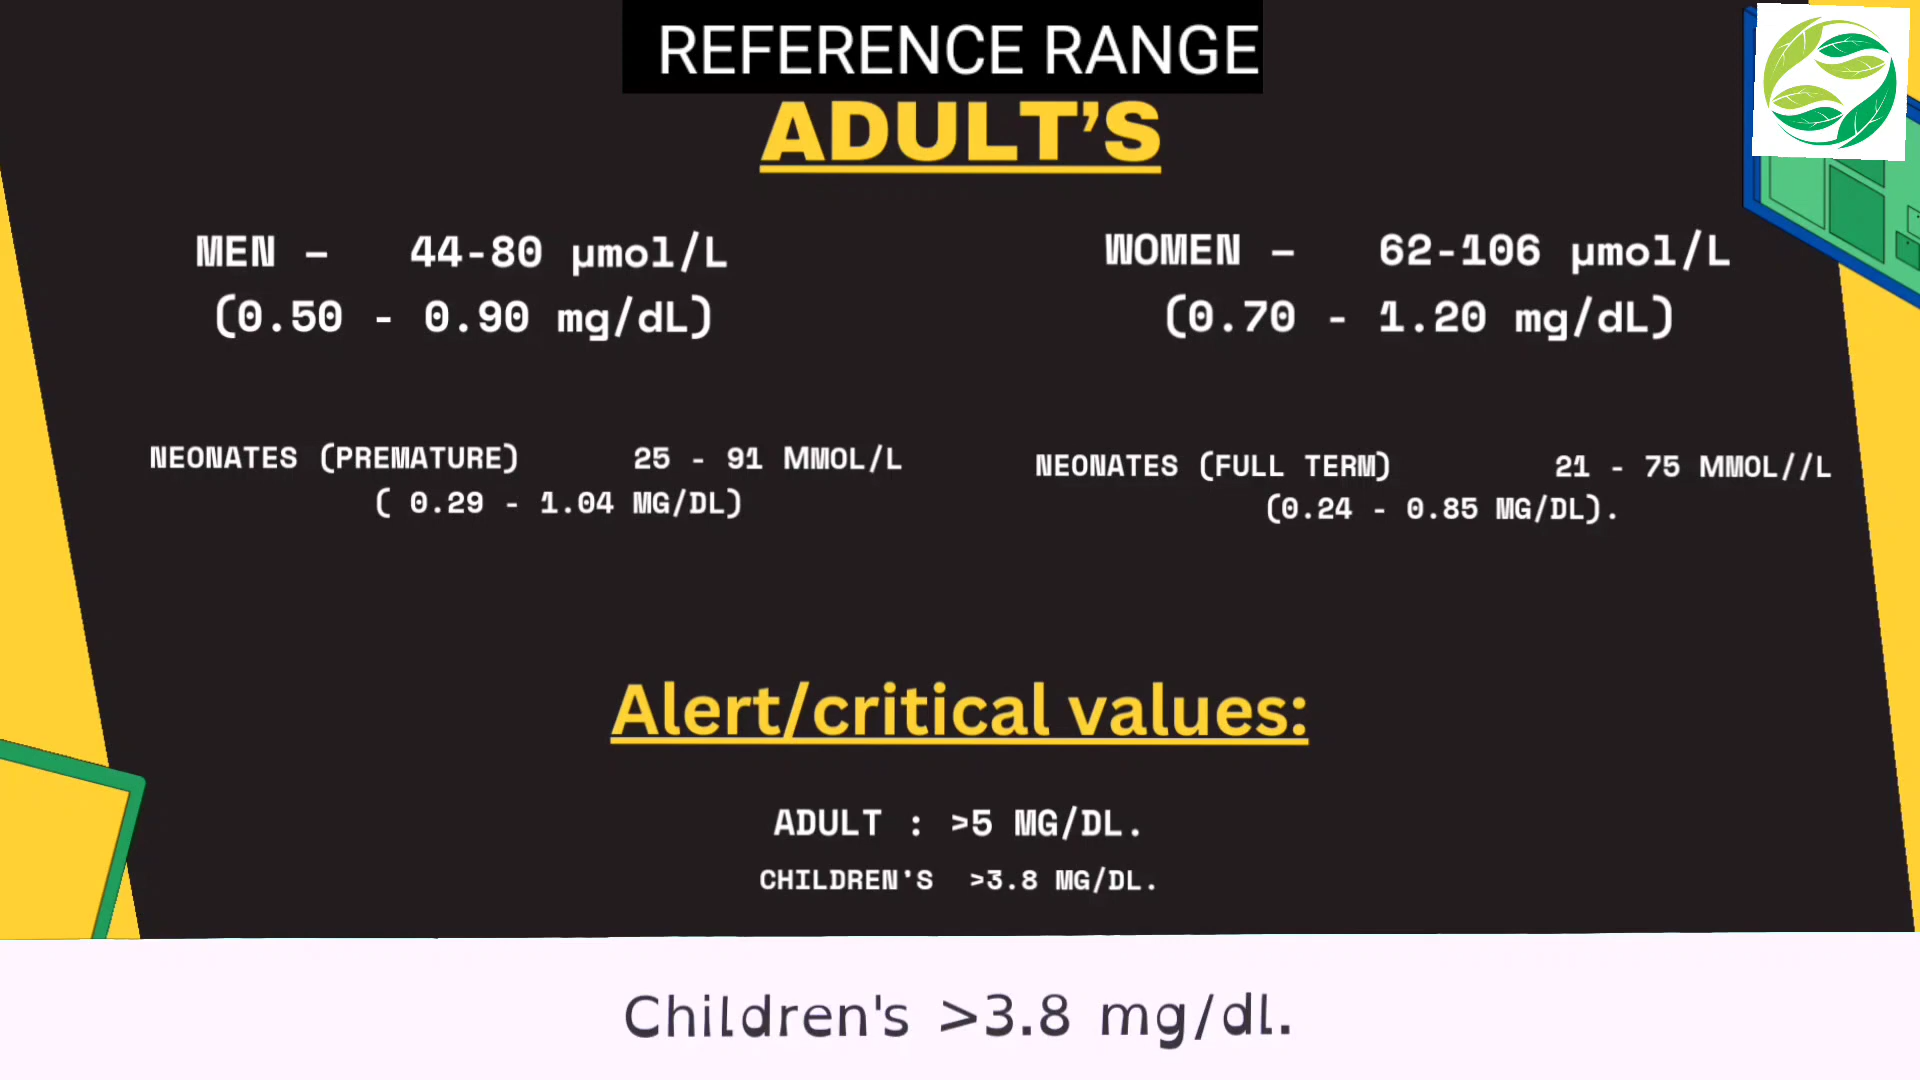 REFERENCE RANGE
ADULT’S
MEN – 44-80 µmol/L
(0.50 - 0.90 mg/dL)
WOMEN – 62-106 µmol/L
(0.70 - 1.20 mg/dL)
NEONATES (PREMATURE) 25 - 91 MMOL/L
( 0.29 - 1.04 MG/DL)
NEONATES (FULL TERM) 21 - 75 MMOL//L
(0.24 - 0.85 MG/DL).
Alert/critical values:
ADULT : >5 MG/DL.
CHILDREN'S >3.8 MG/DL.
Children's >3.8 mg/dl.